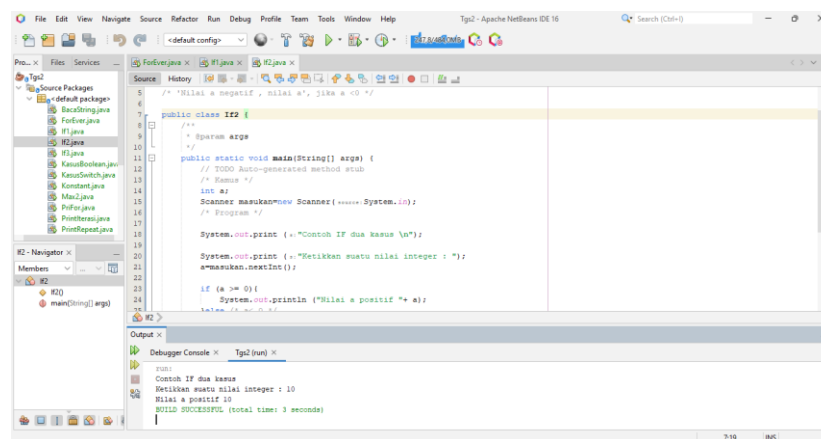 File Edit View Navigate Source Refactor Run Debug Profile Team Tools Window Help
Tgs2 - Apache NetBeans IDE 16
Search (Ctrl+I)
<default config>
Pro... × Files Services
ForEver.java × If1.java × If2.java ×
Tgs2
Source Packages
<default package>
BacaString.java
ForEver.java
If1.java
If2.java
If3.java
KasusBoolean.jav
KasusSwitch.java
Konstant.java
Max2.java
PriFor.java
PrintIterasi.java
PrintRepeat.java
Source History
5 /* 'Nilai a negatif , nilai a', jika a <0 */
6
7 public class If2 {
8 /**
9 * @param args
10 */
11 public static void main(String[] args) {
12 // TODO Auto-generated method stub
13 /* Kamus */
14 int a;
15 Scanner masukan=new Scanner( source: System.in);
16 /* Program */
17
18 System.out.print ( s: "Contoh IF dua kasus \n");
19
20 System.out.print ( s: "Ketikkan suatu nilai integer : ");
21 a=masukan.nextInt();
22
23 if (a >= 0){
24 System.out.println ("Nilai a positif "+ a);
If2
If2 - Navigator ×
Members
If2
If2()
main(String[] args)
Output ×
Debugger Console × Tgs2 (run) ×
run:
Contoh IF dua kasus
Ketikkan suatu nilai integer : 10
Nilai a positif 10
BUILD SUCCESSFUL (total time: 3 seconds)
7:19 INS